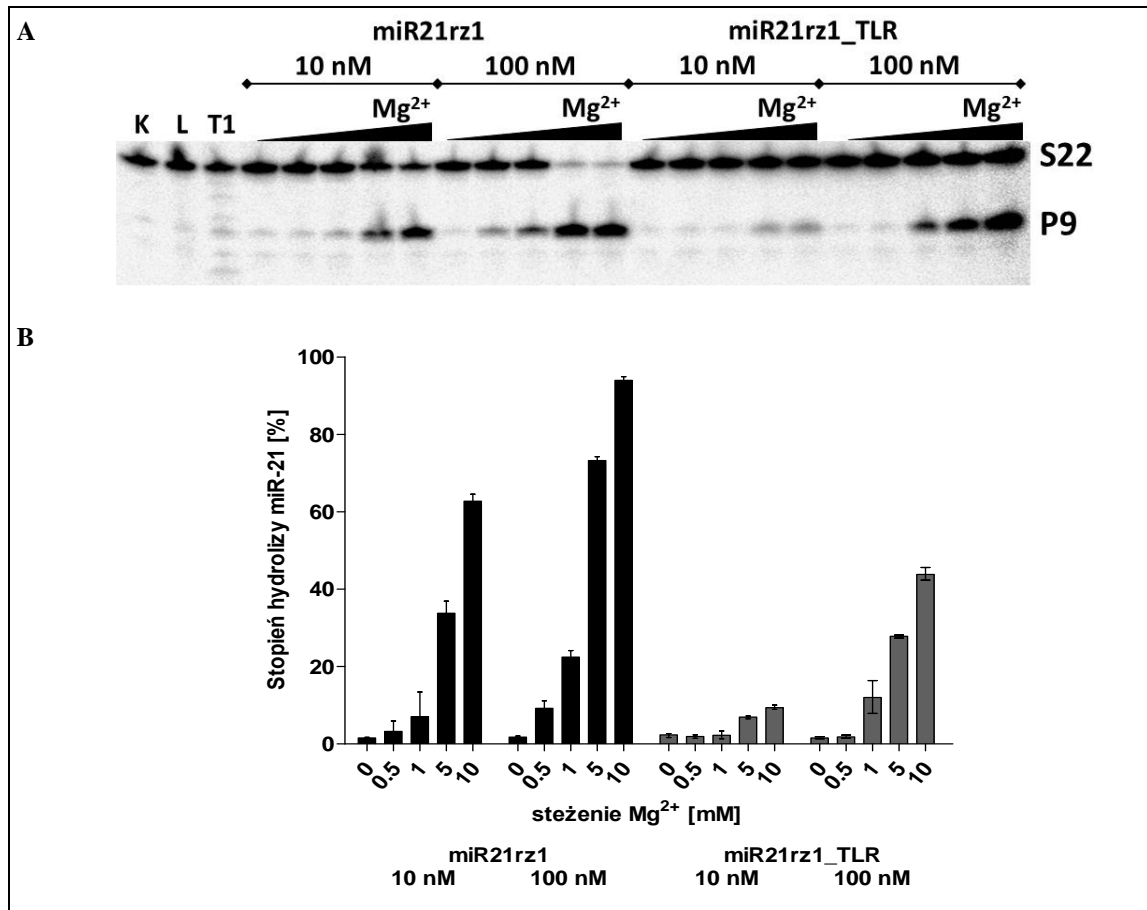 A
miR21rz1 miR21rz1_TLR
10 nM 100 nM 10 nM 100 nM
K L T1 Mg²⁺ Mg²⁺ Mg²⁺ Mg²⁺
S22
P9
B
Stopień hydrolizy miR-21 [%]
100
80
60
40
20
0
0 0.5 1 5 10 0 0.5 1 5 10 0 0.5 1 5 10 0 0.5 1 5 10
steżenie Mg²⁺ [mM]
miR21rz1 miR21rz1_TLR
10 nM 100 nM 10 nM 100 nM